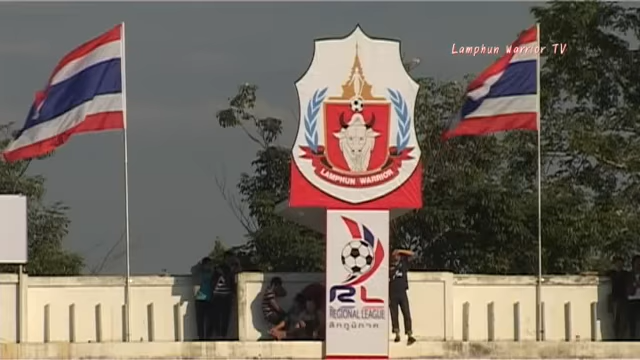 Lamphun Warrior TV
LAMPHUN WARRIOR
RL
REGIONAL LEAGUE
ลีกภูมิภาค